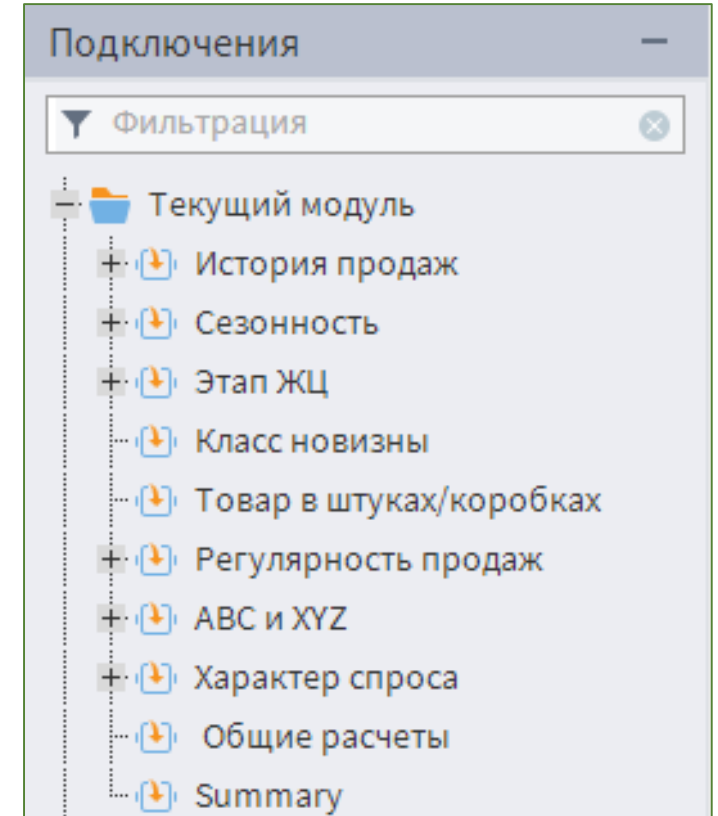 Подключения
Фильтрация
Текущий модуль
История продаж
Сезонность
Этап ЖЦ
Класс новизны
Товар в штуках/коробках
Регулярность продаж
ABC и XYZ
Характер спроса
Общие расчеты
Summary